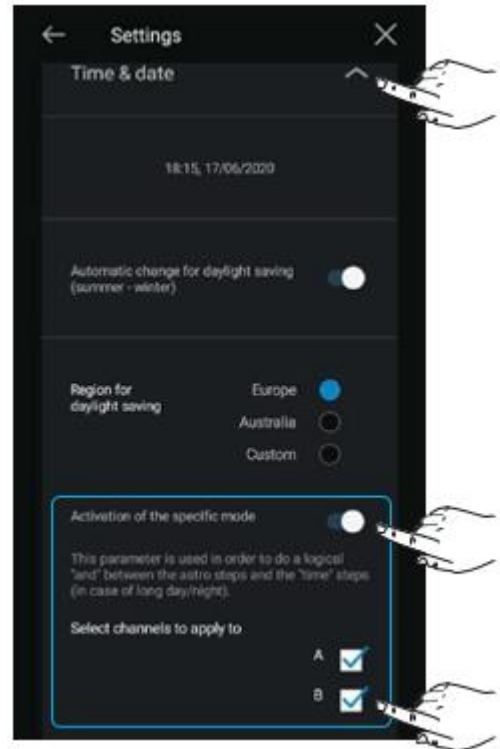 Settings
Time & date
18:15, 17/06/2020
Automatic change for daylight saving
(summer - winter)
Region for
daylight saving
Europe
Australia
Custom
Activation of the specific mode
This parameter is used in order to do a logical
"and" between the astro steps and the "time" steps
(in case of long day/night).
Select channels to apply to
A
B